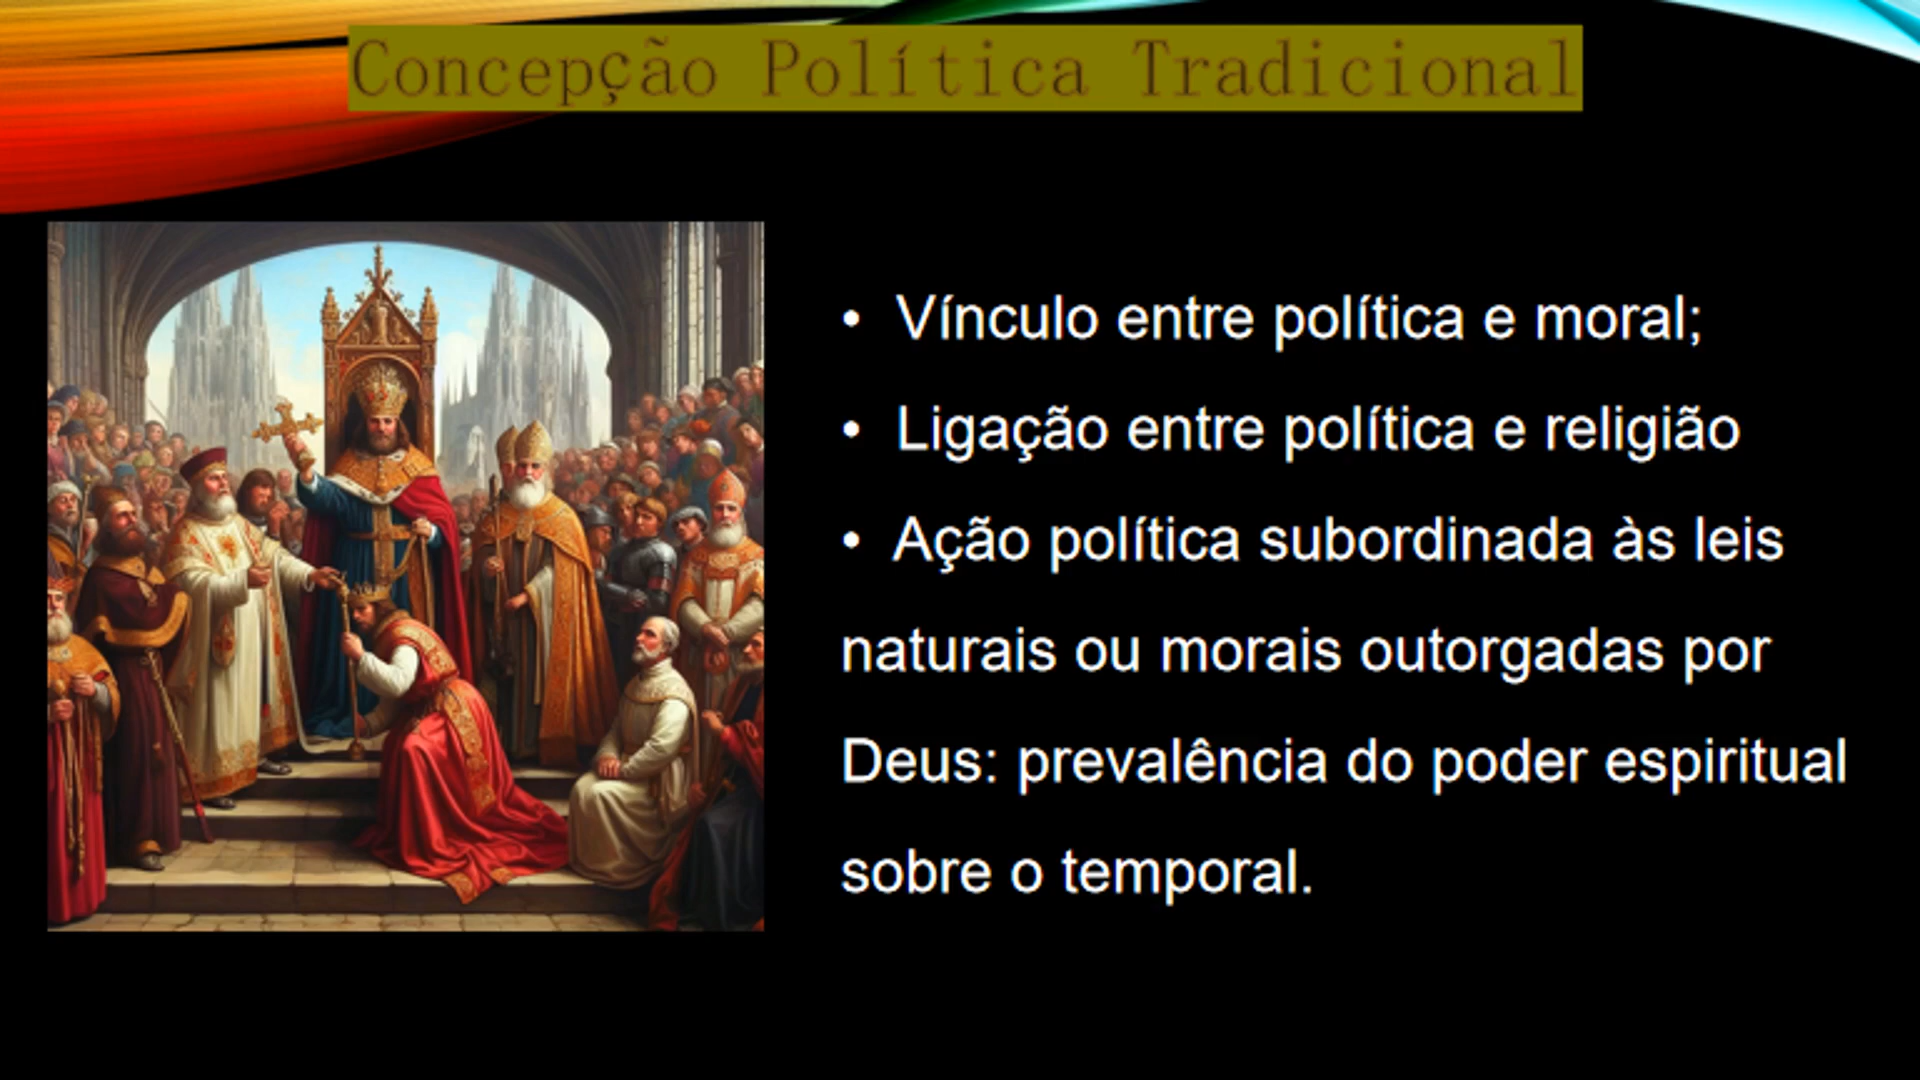 Concepção Política Tradicional
• Vínculo entre política e moral;
• Ligação entre política e religião
• Ação política subordinada às leis
naturais ou morais outorgadas por
Deus: prevalência do poder espiritual
sobre o temporal.